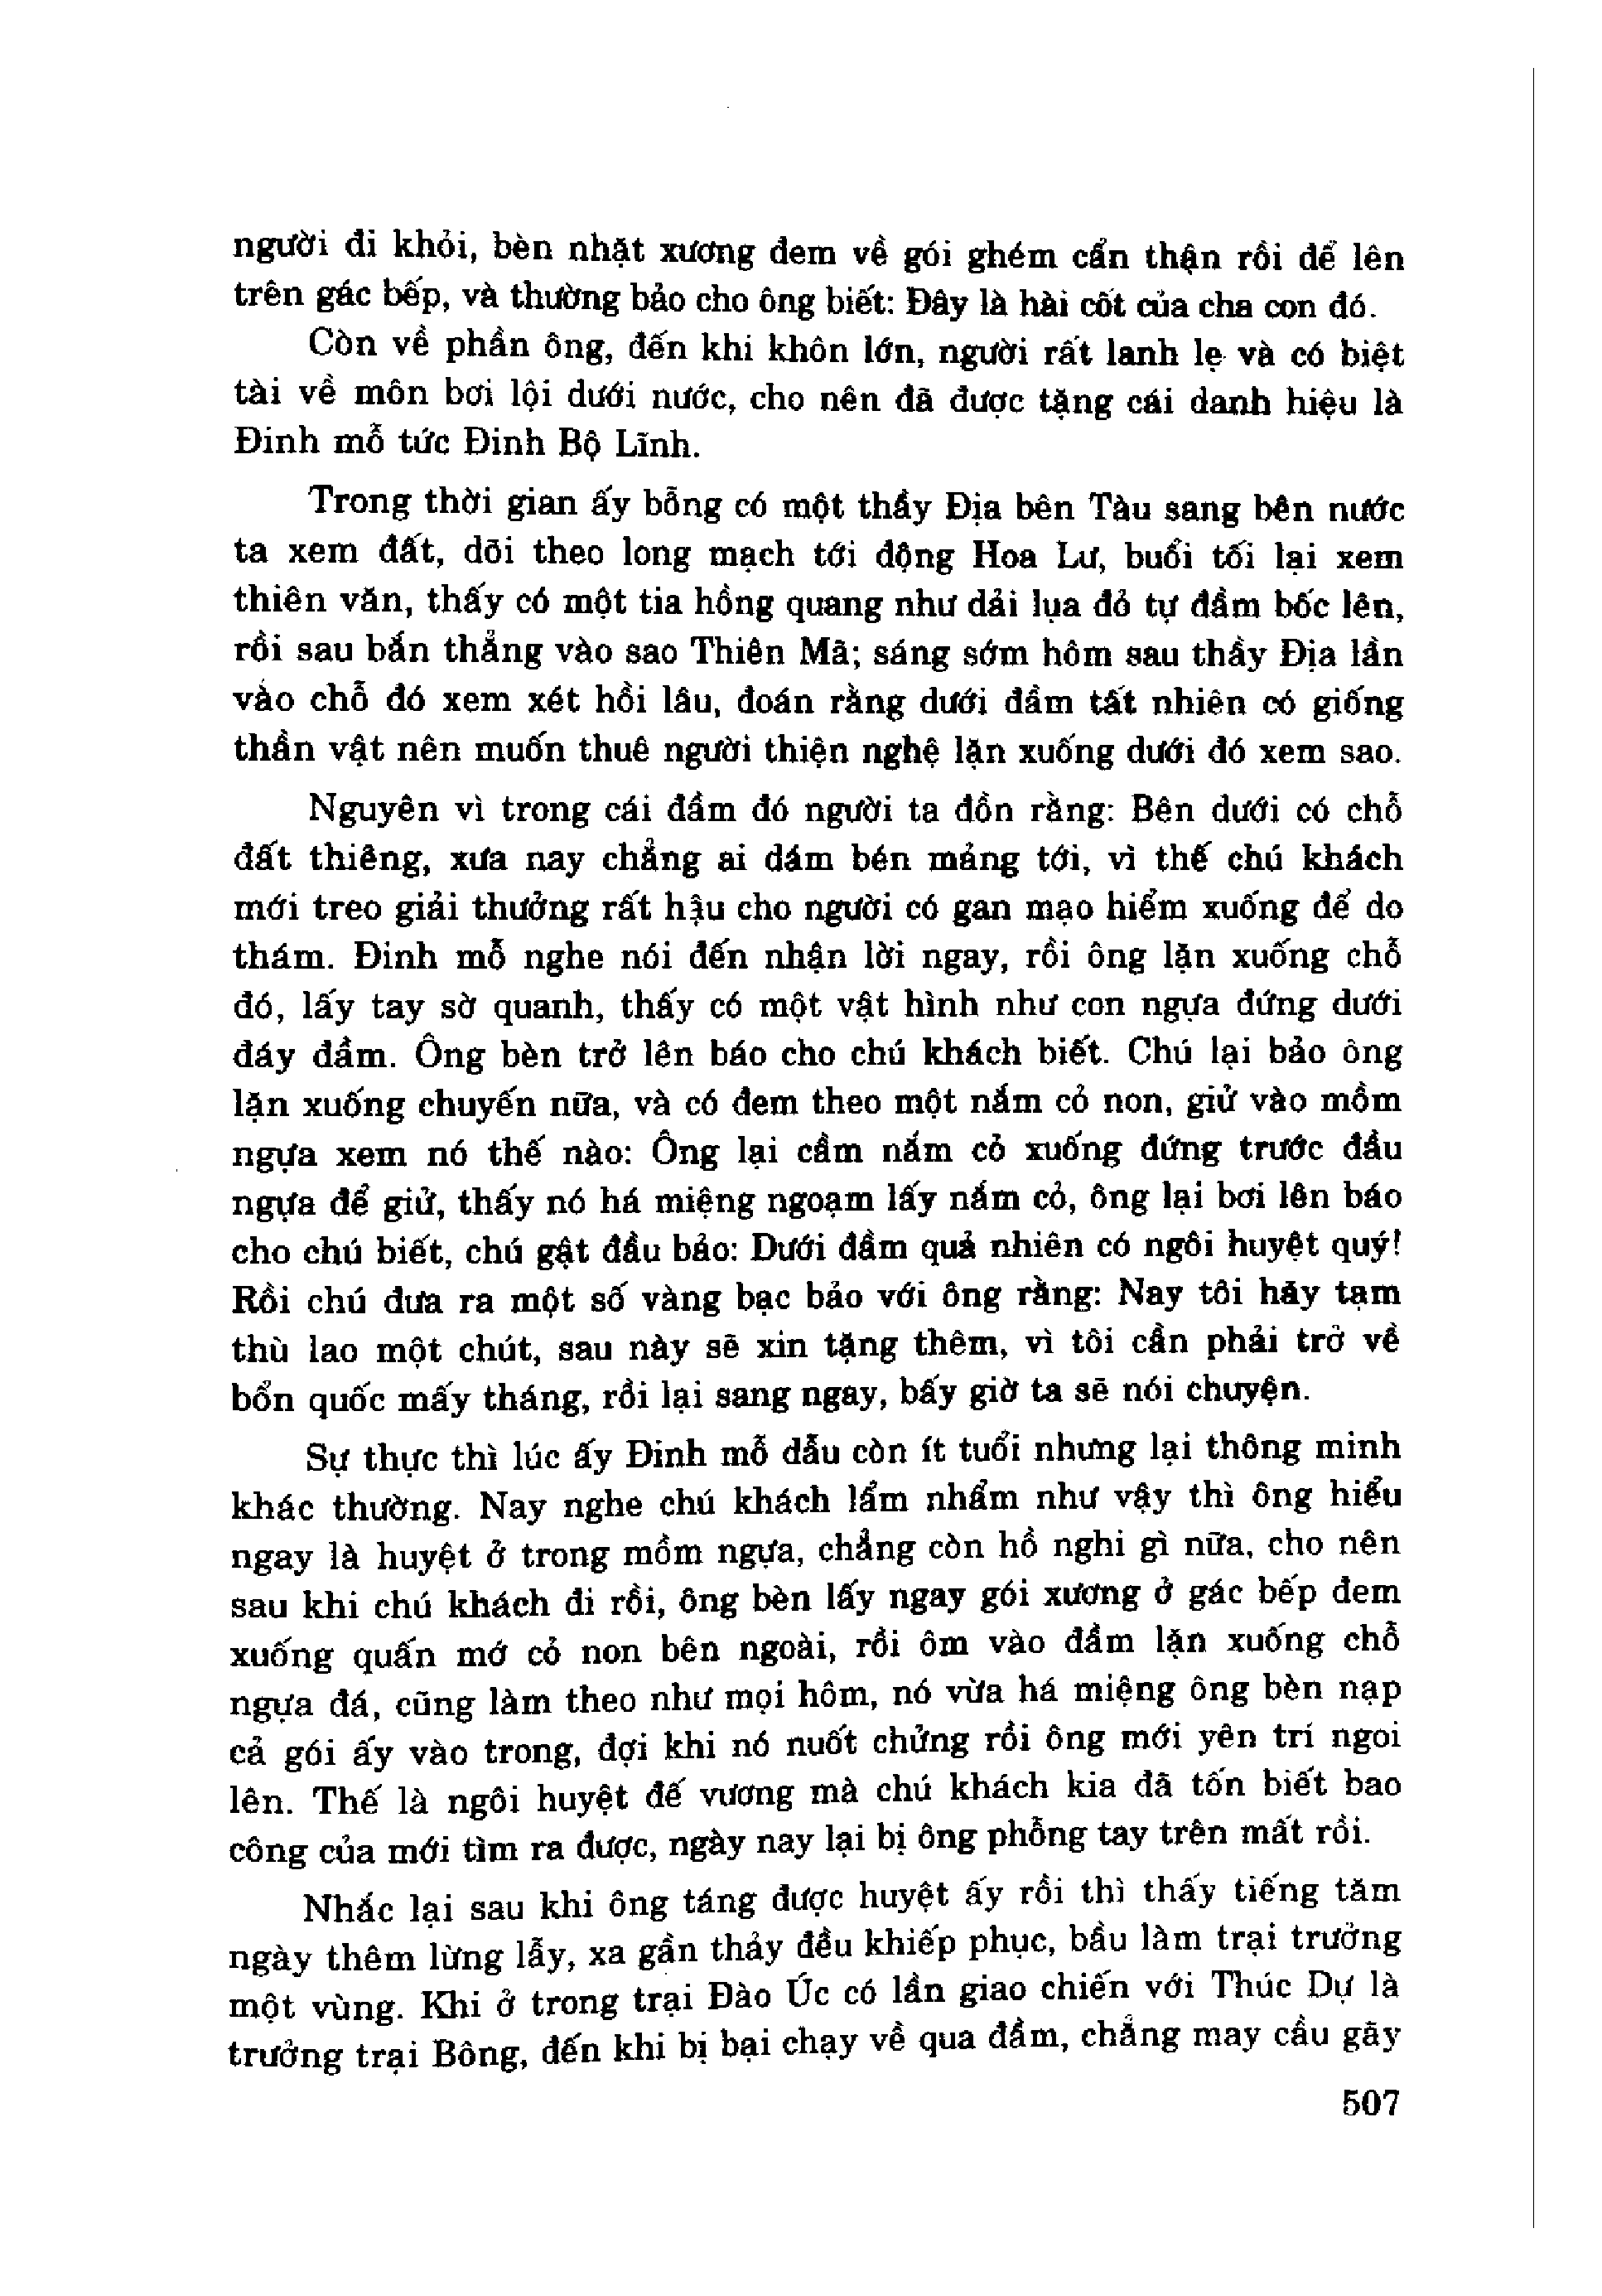 người đi khỏi, bèn nhặt xương đem về gói ghém cẩn thận rồi để lên
trên gác bếp, và thường bảo cho ông biết: Đây là hài cốt của cha con đó.
Còn về phần ông, đến khi khôn lớn, người rất lanh lẹ và có biệt
tài về môn bơi lội dưới nước, cho nên đã được tặng cái danh hiệu là
Đinh mỗ tức Đinh Bộ Lĩnh.
Trong thời gian ấy bỗng có một thầy Địa bên Tàu sang bên nước
ta xem đất, dõi theo long mạch tới động Hoa Lư, buổi tối lại xem
thiên văn, thấy có một tia hồng quang như dải lụa đỏ tự đầm bốc lên,
rồi sau bắn thẳng vào sao Thiên Mã; sáng sớm hôm sau thầy Địa lần
vào chỗ đó xem xét hồi lâu, đoán rằng dưới đầm tất nhiên có giống
thần vật nên muốn thuê người thiện nghệ lặn xuống dưới đó xem sao.
Nguyên vì trong cái đầm đó người ta đồn rằng: Bên dưới có chỗ
đất thiêng, xưa nay chẳng ai dám bén mảng tới, vì thế chú khách
mới treo giải thưởng rất hậu cho người có gan mạo hiểm xuống để do
thám. Đinh mỗ nghe nói đến nhận lời ngay, rồi ông lặn xuống chỗ
đó, lấy tay sờ quanh, thấy có một vật hình như con ngựa đứng dưới
đáy đầm. Ông bèn trở lên báo cho chú khách biết. Chú lại bảo ông
lặn xuống chuyến nữa, và có đem theo một nắm cỏ non, giử vào mồm
ngựa xem nó thế nào: Ông lại cầm nắm cỏ xuống đứng trước đầu
ngựa để giử, thấy nó há miệng ngoạm lấy nắm cỏ, ông lại bơi lên báo
cho chú biết, chú gật đầu bảo: Dưới đầm quả nhiên có ngôi huyệt quý!
Rồi chú đưa ra một số vàng bạc bảo với ông rằng: Nay tôi hãy tạm
thù lao một chút, sau này sẽ xin tặng thêm, vì tôi cần phải trở về
bổn quốc mấy tháng, rồi lại sang ngay, bấy giờ ta sẽ nói chuyện.
Sự thực thì lúc ấy Đinh mỗ dẫu còn ít tuổi nhưng lại thông minh
khác thường. Nay nghe chú khách lẩm nhẩm như vậy thì ông hiểu
ngay là huyệt ở trong mồm ngựa, chẳng còn hồ nghi gì nữa, cho nên
sau khi chú khách đi rồi, ông bèn lấy ngay gói xương ở gác bếp đem
xuống quấn mớ cỏ non bên ngoài, rồi ôm vào đầm lặn xuống chỗ
ngựa đá, cũng làm theo như mọi hôm, nó vừa há miệng ông bèn nạp
cả gói ấy vào trong, đợi khi nó nuốt chửng rồi ông mới yên trí ngoi
lên. Thế là ngôi huyệt đế vương mà chú khách kia đã tốn biết bao
công của mới tìm ra được, ngày nay lại bị ông phỗng tay trên mất rồi.
Nhắc lại sau khi ông táng được huyệt ấy rồi thì thấy tiếng tăm
ngày thêm lừng lẫy, xa gần thảy đều khiếp phục, bầu làm trại trưởng
một vùng. Khi ở trong trại Đào Úc có lần giao chiến với Thúc Dự là
trưởng trại Bông, đến khi bị bại chạy về qua đầm, chẳng may cầu gãy
507